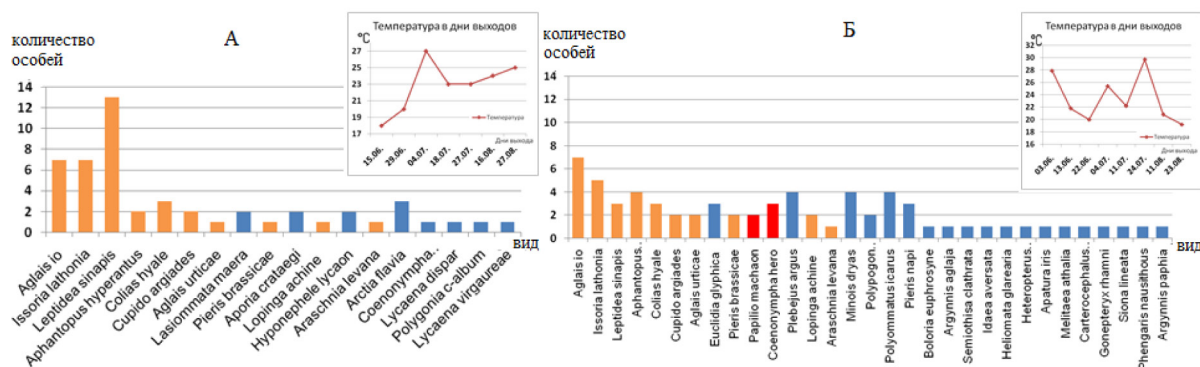 А
количество
особей
14
12
10
8
6
4
2
0
Aglais io
Issoria lathonia
Leptidea sinapis
Aphantopus hyperantus
Colias hyale
Cupido argiades
Aglais urticae
Lasiommata maera
Pieris brassicae
Aporia crataegi
Lopinga achine
Hyponephele lycaon
Araschnia levana
Arctia flavia
Coenonympha..
Lycaena dispar
Polygonia c-album
Lycaena virgaureae
вид
Температура в дни выходов
°C
27
25
23
21
19
17
Температура
Дни выхода
15.06.
29.06.
04.07.
18.07.
27.07.
16.08.
27.08.
Б
количество
особей
14
12
10
8
6
4
2
0
Aglais io
Issoria lathonia
Leptidea sinapis
Aphantopus..
Colias hyale
Cupido argiades
Aglais urticae
Euclidia glyphica
Pieris brassicae
Papilio machaon
Coenonympha hero
Plebejus argus
Lopinga achine
Araschnia levana
Minois dryas
Polypogon..
Polyommatus icarus
Pieris napi
Boloria euphrosyne
Argynnis aglaja
Semiothisa clathrata
Idaea aversata
Heliomata glarearia
Heteropterus..
Apatura iris
Melitaea athalia
Carterocephalus..
Gonepteryx rhamni
Siona lineata
Phengaris nausithous
Argynnis paphia
вид
Температура в дни выходов
°C
32
30
28
26
24
22
20
18
16
Температура
Дни выхода
03.06.
13.06.
22.06.
04.07.
11.07.
24.07.
11.08.
23.08.